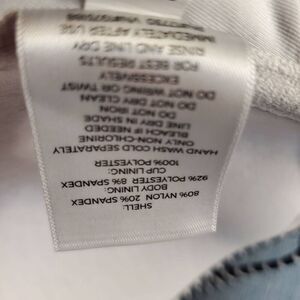 SHELL:
80% NYLON 20% SPANDEX
BODY LINING:
92% POLYESTER 8% SPANDEX
CUP LINING:
100% POLYESTER
HAND WASH COLD SEPARATELY
ONLY NON-CHLORINE
BLEACH IF NEEDED
LINE DRY IN SHADE
DO NOT IRON
DO NOT DRY CLEAN
DO NOT WRING OR TWIST
EXCESSIVELY
FOR BEST RESULTS
RINSE AND LINE DRY
IMMEDIATELY AFTER USE